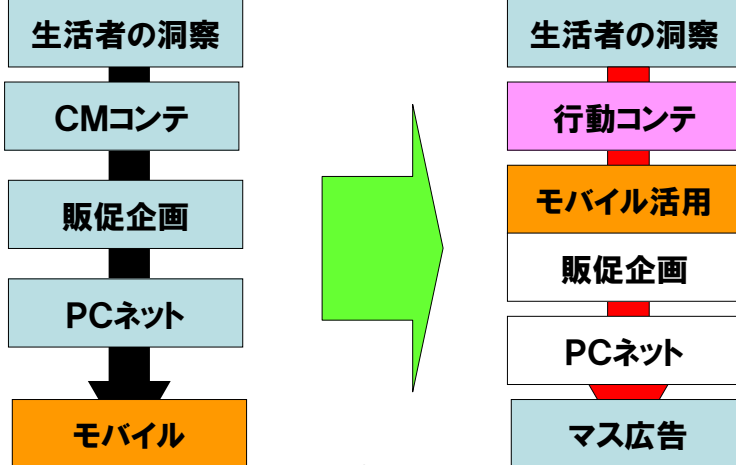 生活者の洞察
CMコンテ
販促企画
PCネット
モバイル
生活者の洞察
行動コンテ
モバイル活用
販促企画
PCネット
マス広告